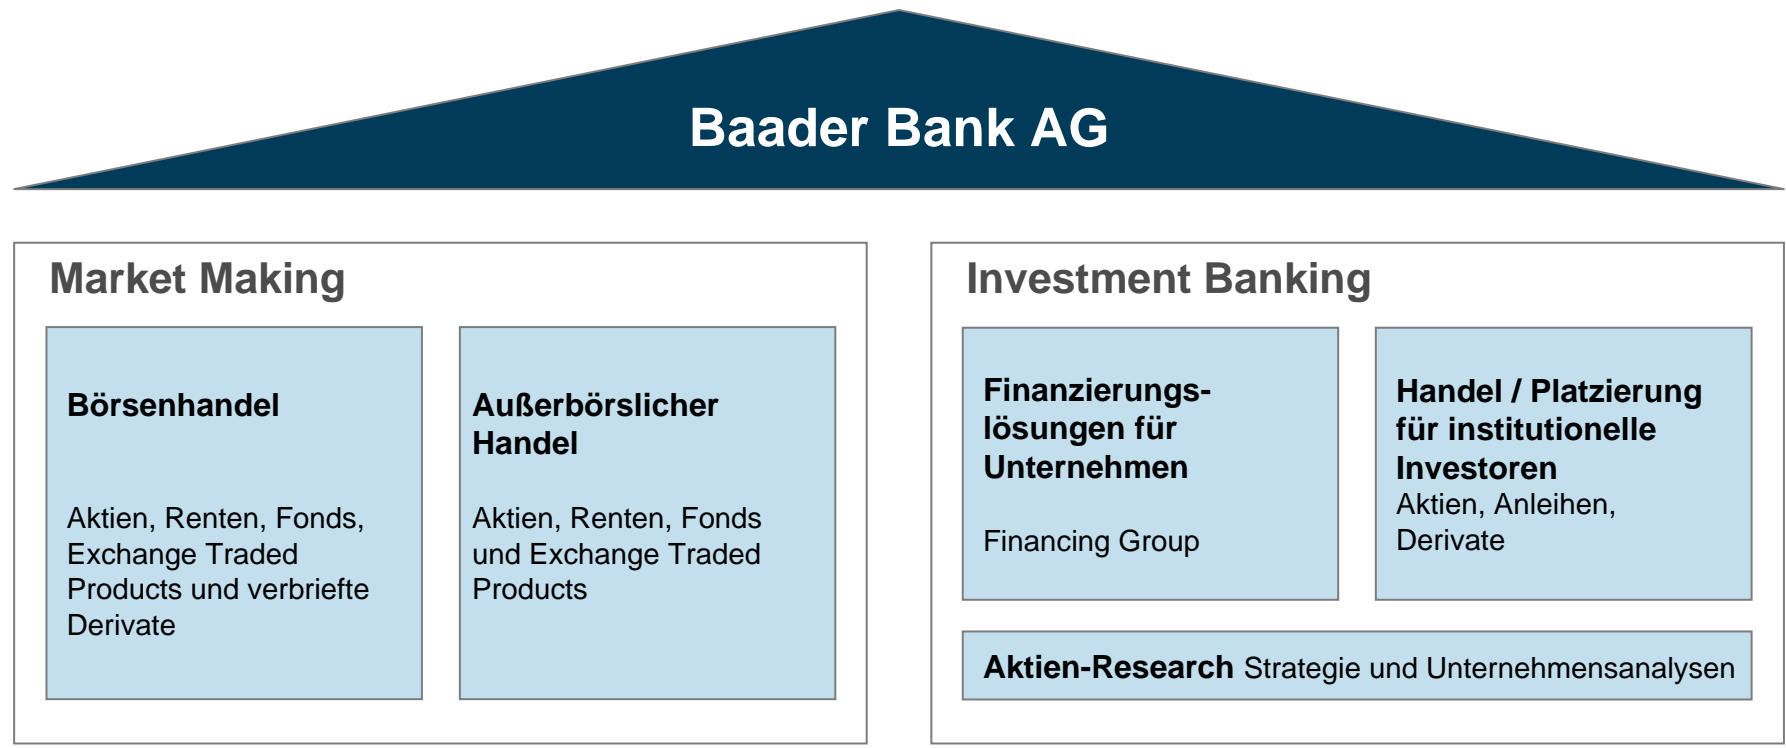 Baader Bank AG
Market Making
Börsenhandel
Aktien, Renten, Fonds,
Exchange Traded
Products und verbriefte
Derivate
Außerbörslicher
Handel
Aktien, Renten, Fonds
und Exchange Traded
Products
Investment Banking
Finanzierungs-
lösungen für
Unternehmen
Financing Group
Handel / Platzierung
für institutionelle
Investoren
Aktien, Anleihen,
Derivate
Aktien-Research Strategie und Unternehmensanalysen